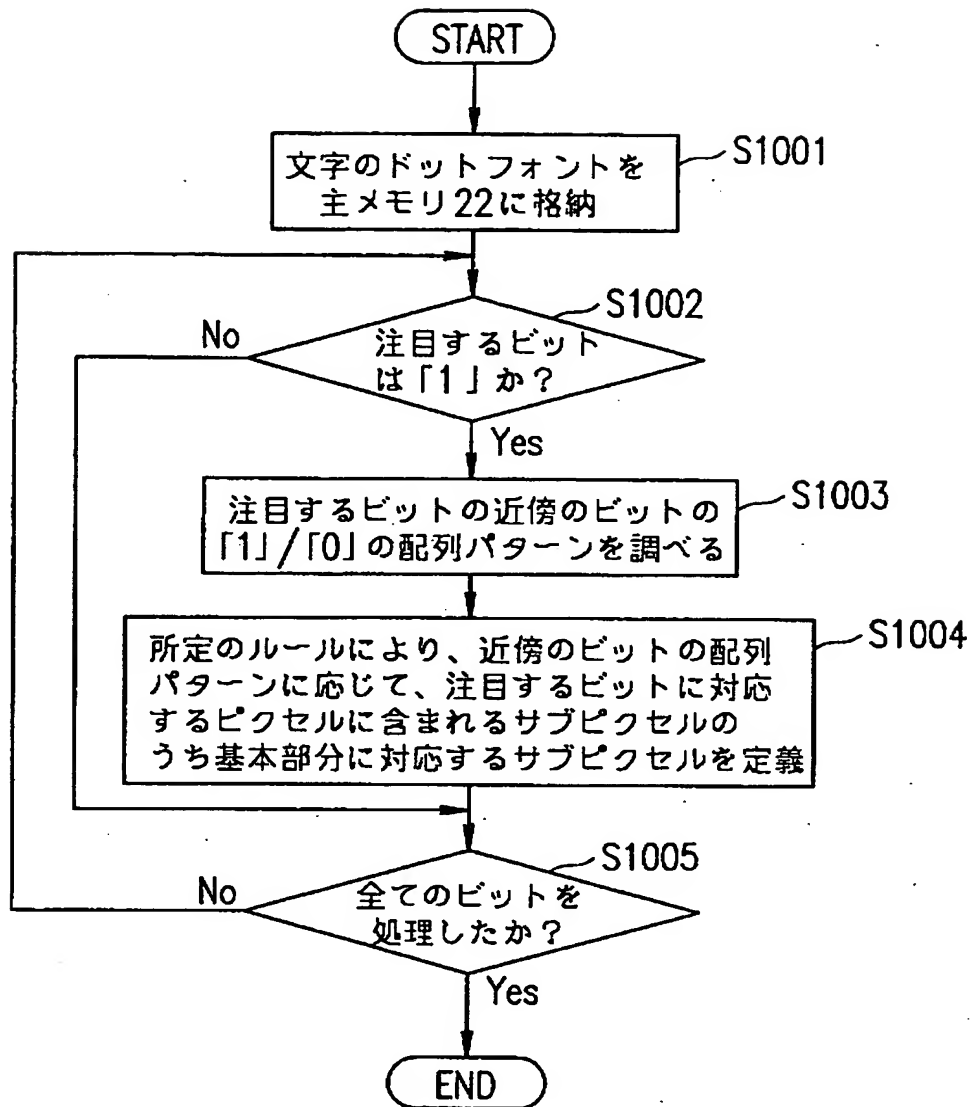 START
文字のドットフォントを
主メモリ22に格納
S1001
S1002
No
注目するビット
は「1」か？
Yes
S1003
注目するビットの近傍のビットの
「1」/「0」の配列パターンを調べる
S1004
所定のルールにより、近傍のビットの配列
パターンに応じて、注目するビットに対応
するピクセルに含まれるサブピクセルの
うち基本部分に対応するサブピクセルを定義
S1005
No
全てのビットを
処理したか？
Yes
END